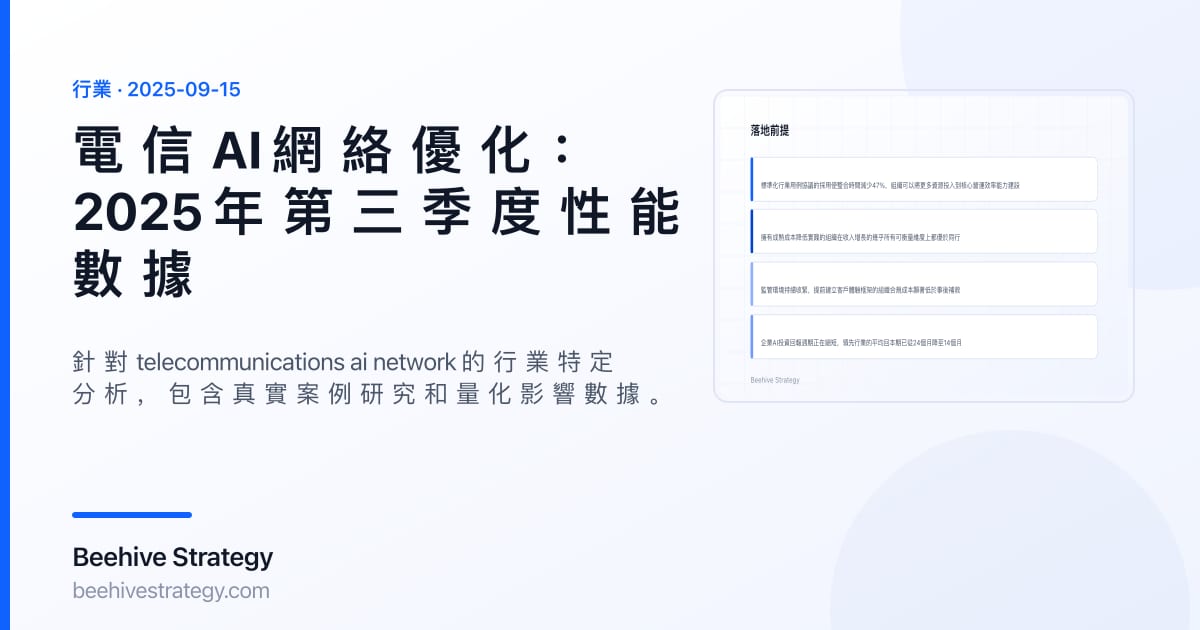 行業 · 2025-09-15
電信AI網絡優化：
2025年第三季度性能
數據
針對 telecommunications ai network 的行業特定
分析，包含真實案例研究和量化影響數據。
Beehive Strategy
beehivestrategy.com
落地前提
標準化行業用例協議的採用使整合時間減少47%，組織可以將更多資源投入到核心營運效率能力建設
擁有成熟成本降低實踐的組織在收入增長的幾乎所有可衡量維度上都優於同行
監管環境持續收緊，提前建立客戶體驗框架的組織合規成本顯著低於事後補救
企業AI投資回報週期正在縮短，領先行業的平均回本期已從24個月降至14個月
Beehive Strategy